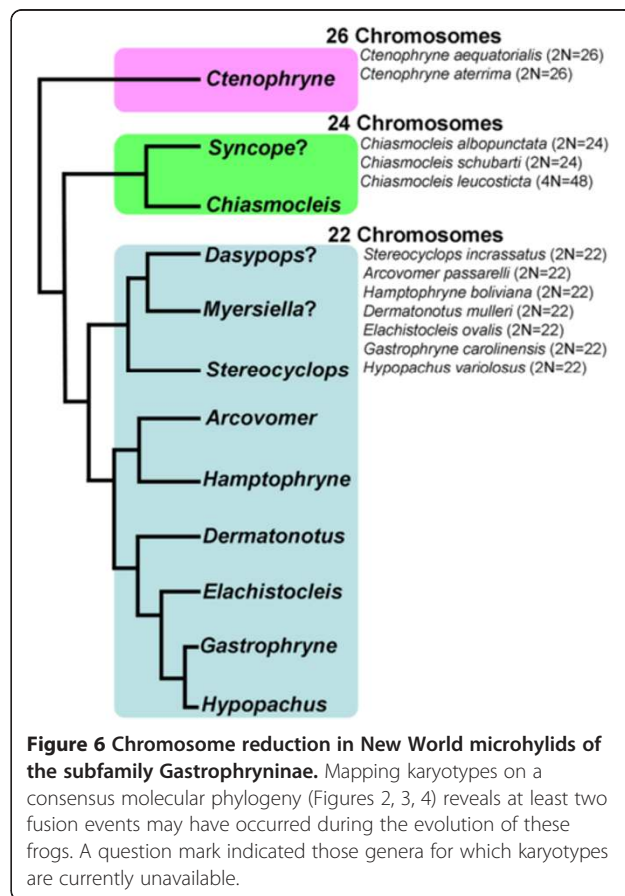 26 Chromosomes
Ctenophryne aequatorialis (2N=26)
Ctenophryne aterrima (2N=26)
Ctenophryne
24 Chromosomes
Syncope?
Chiasmocleis albopunctata (2N=24)
Chiasmocleis schubarti (2N=24)
Chiasmocleis leucosticta (4N=48)
Chiasmocleis
22 Chromosomes
Dasypops?
Stereocyclops incrassatus (2N=22)
Arcovomer passarelli (2N=22)
Hamptophryne boliviana (2N=22)
Dermatonotus mulleri (2N=22)
Elachistocleis ovalis (2N=22)
Gastrophryne carolinensis (2N=22)
Hypopachus variolosus (2N=22)
Myersiella?
Stereocyclops
Arcovomer
Hamptophryne
Dermatonotus
Elachistocleis
Gastrophryne
Hypopachus
Figure 6 Chromosome reduction in New World microhylids of
the subfamily Gastrophryninae. Mapping karyotypes on a
consensus molecular phylogeny (Figures 2, 3, 4) reveals at least two
fusion events may have occurred during the evolution of these
frogs. A question mark indicated those genera for which karyotypes
are currently unavailable.